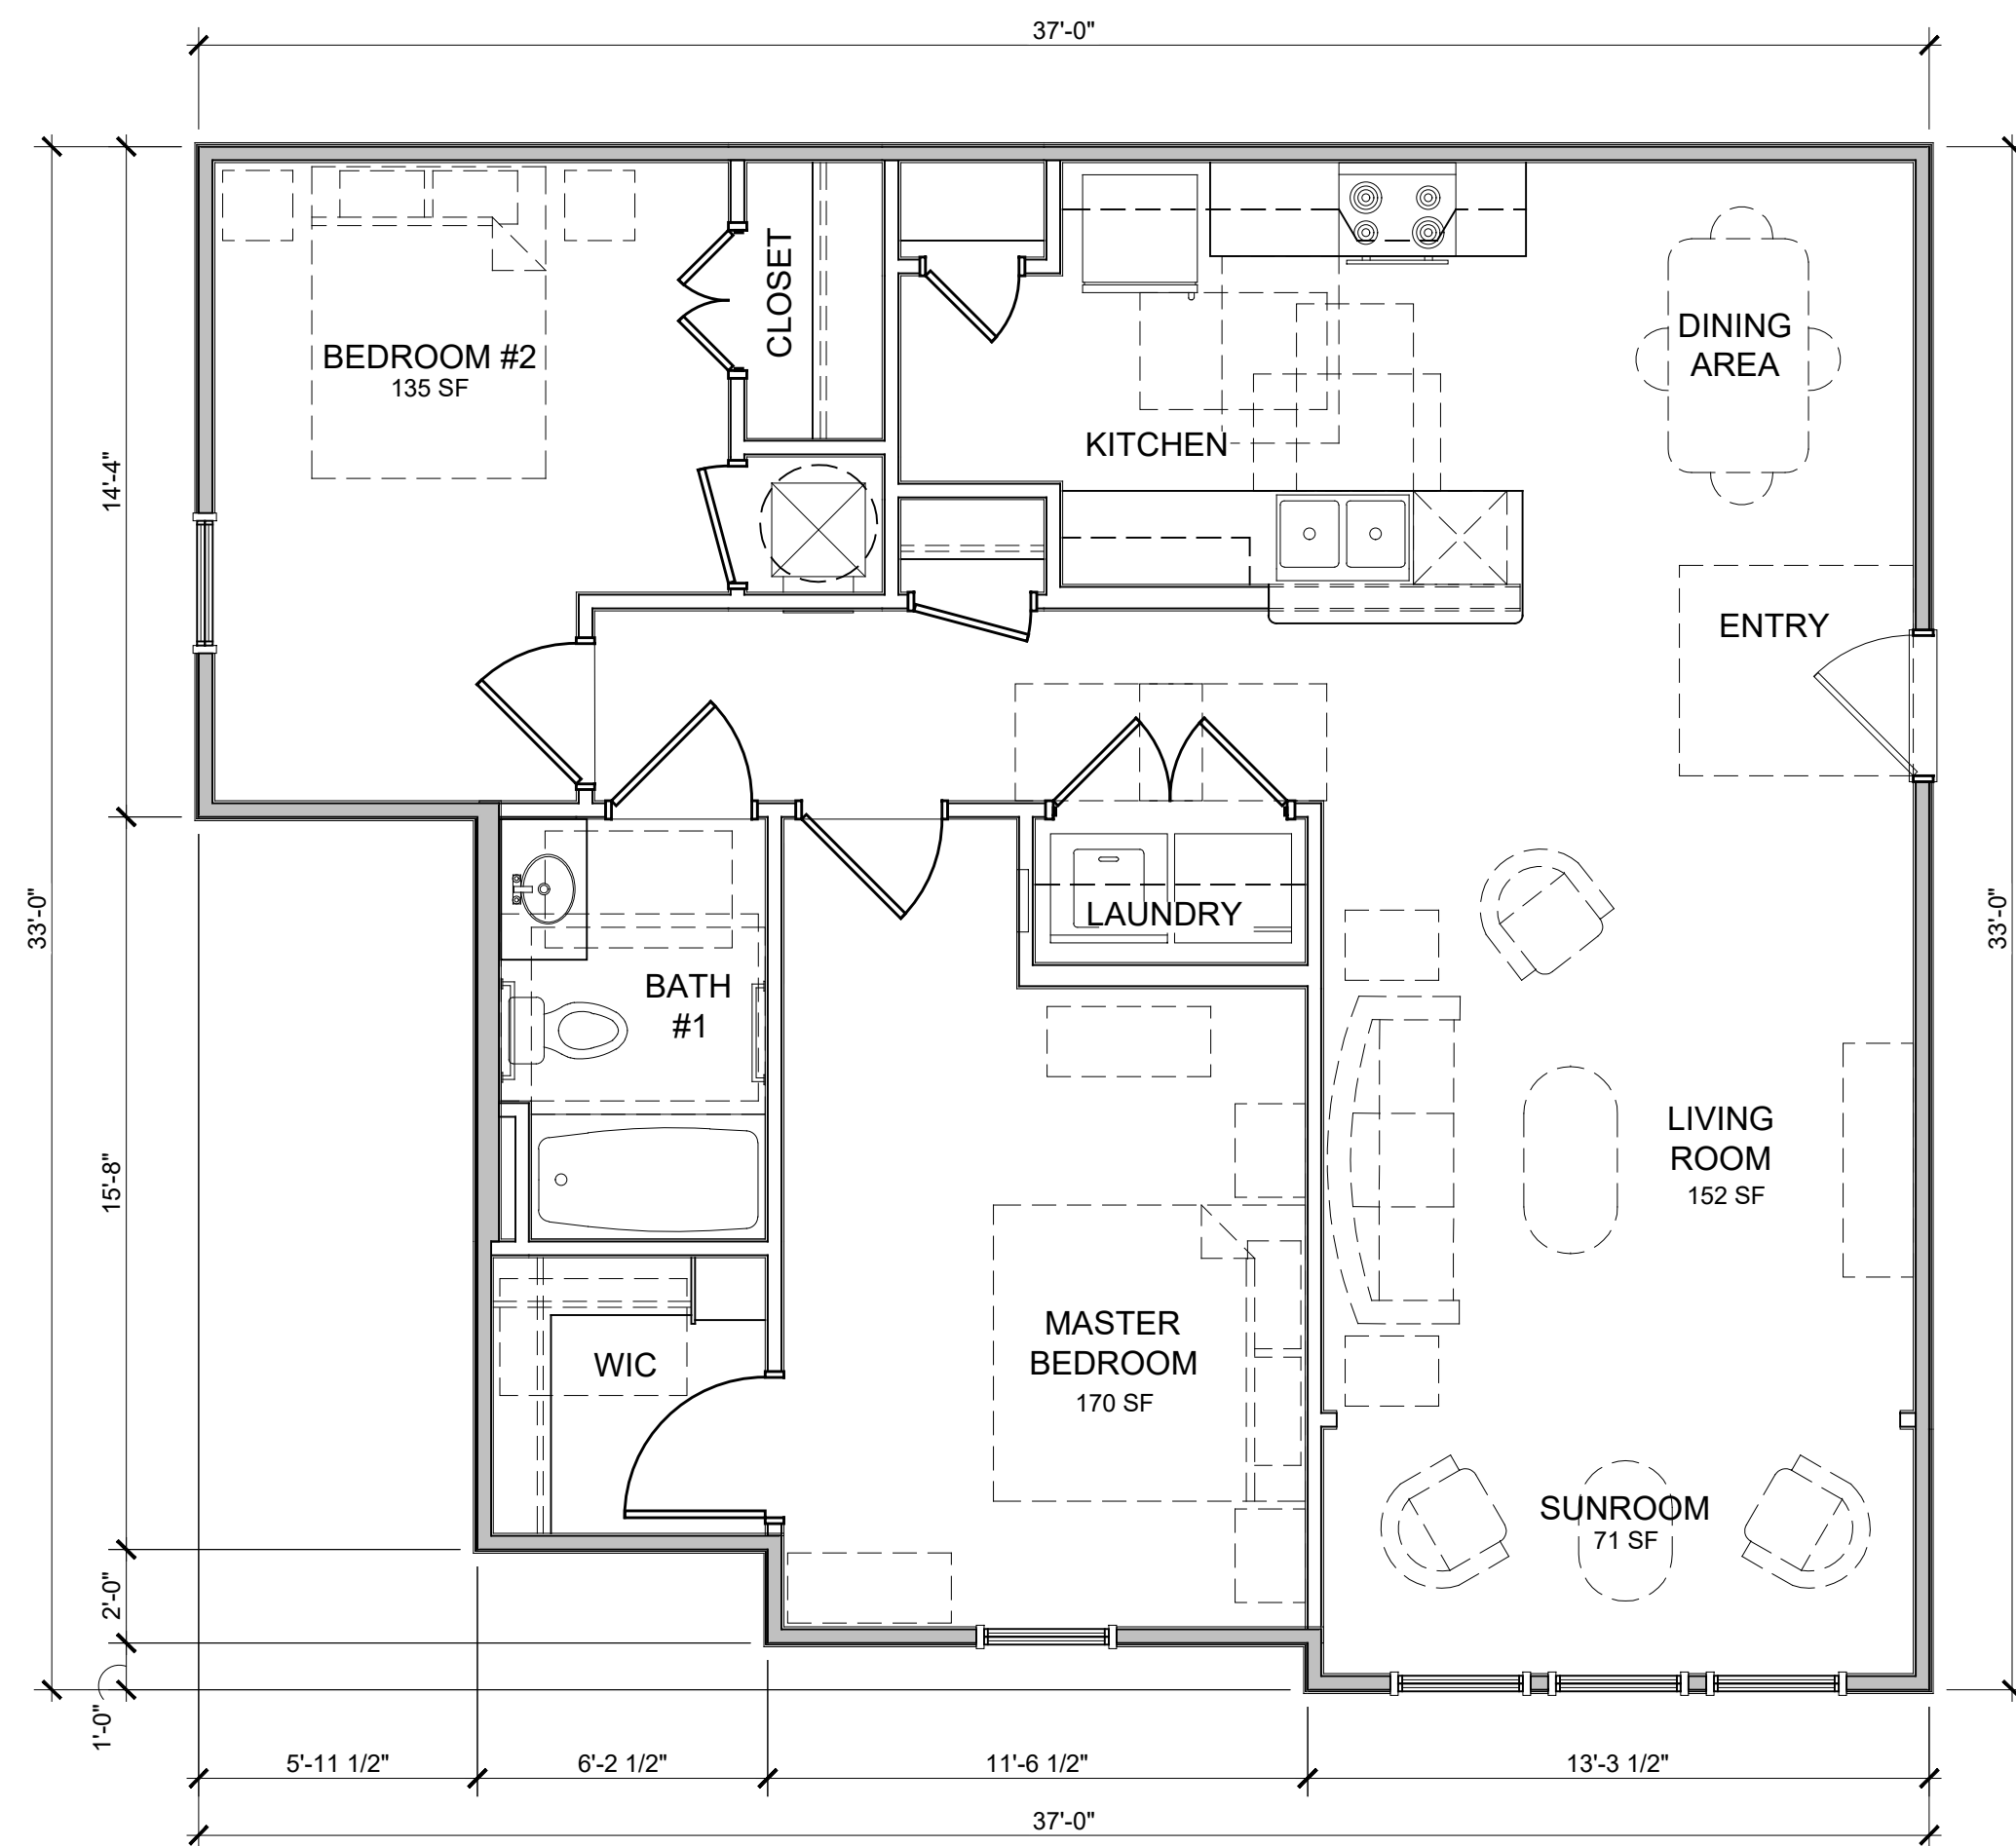 37'-0"
CLOSET
DINING
AREA
BEDROOM #2
135 SF
KITCHEN
14'-4"
ENTRY
33'-0"
33'-0"
LAUNDRY
BATH
#1
LIVING
ROOM
152 SF
15'-8"
MASTER
BEDROOM
170 SF
WIC
SUNROOM
71 SF
2'-0"
1'-0"
5'-11 1/2"
6'-2 1/2"
11'-6 1/2"
13'-3 1/2"
37'-0"